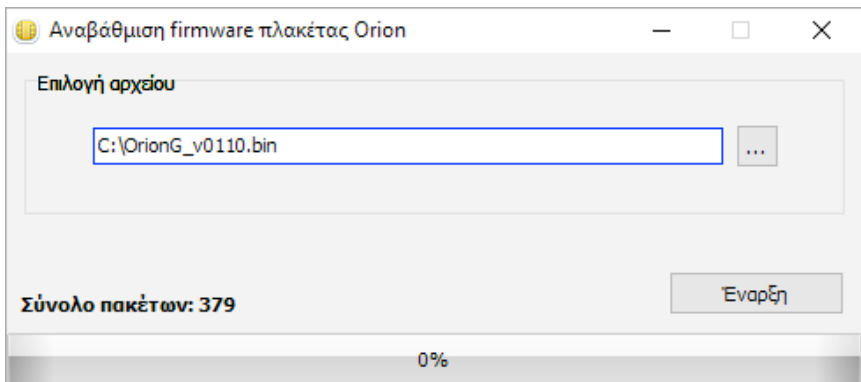 Αναβάθμιση firmware πλακέτας Orion
Επιλογή αρχείου
C:\OrionG_v0110.bin
...
Σύνολο πακέτων: 379
Έναρξη
0%